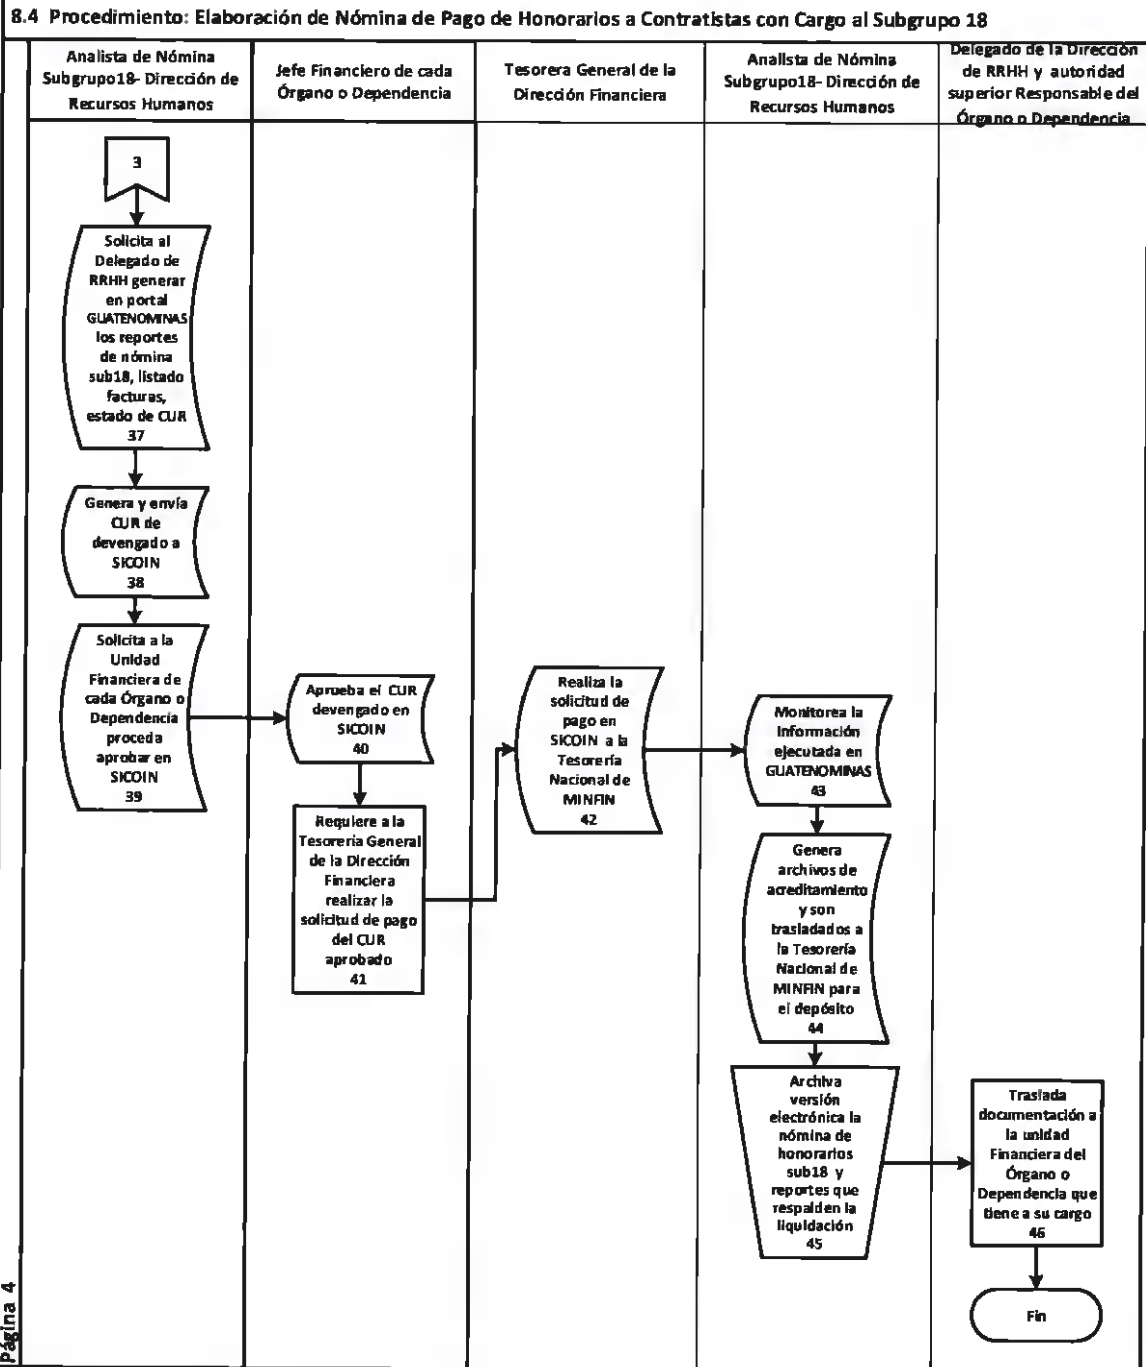 8.4 Procedimiento: Elaboración de Nómina de Pago de Honorarios a Contratistas con Cargo al Subgrupo 18
Analista de Nómina
Subgrupo18- Dirección de
Recursos Humanos
Jefe Financiero de cada
Órgano o Dependencia
Tesorera General de la
Dirección Financiera
Analista de Nómina
Subgrupo18- Dirección de
Recursos Humanos
Delegado de la Dirección
de RRHH y autoridad
superior Responsable del
Órgano o Dependencia
3
Solicita al
Delegado de
RRHH generar
en portal
GUATENOMINAS
los reportes
de nómina
sub18, listado
facturas,
estado de CUR
37
Genera y envía
CUR de
devengado a
SICOIN
38
Solicita a la
Unidad
Financiera de
cada Órgano o
Dependencia
proceda
aprobar en
SICOIN
39
Aprueba el CUR
devengado en
SICOIN
40
Requiere a la
Tesorería General
de la Dirección
Financiera
realizar la
solicitud de pago
del CUR
aprobado
41
Realiza la
solicitud de
pago en
SICOIN a la
Tesorería
Nacional de
MINFIN
42
Monitorea la
Información
ejecutada en
GUATENOMINAS
43
Genera
archivos de
acreditamiento
y son
trasladados a
la Tesorería
Nacional de
MINFIN para
el depósito
44
Archiva
versión
electrónica la
nómina de
honorarios
sub18 y
reportes que
respalden la
liquidación
45
Traslada
documentación a
la unidad
Financiera del
Órgano o
Dependencia que
tiene a su cargo
46
Fin
Página 4